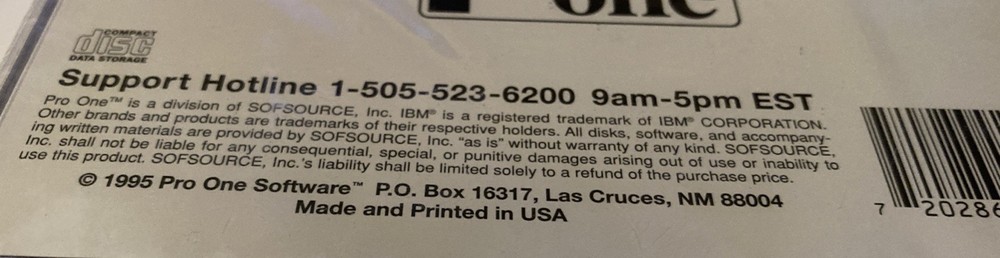 one
COMPACT
disc
DATA STORAGE
Support Hotline 1-505-523-6200 9am-5pm EST
Pro One™ is a division of SOFSOURCE, Inc. IBM® is a registered trademark of IBM® CORPORATION.
Other brands and products are trademarks of their respective holders. All disks, software, and accompany-
ing written materials are provided by SOFSOURCE, Inc. "as is" without warranty of any kind. SOFSOURCE,
Inc. shall not be liable for any consequential, special, or punitive damages arising out of use or inability to
use this product. SOFSOURCE, Inc.'s liability shall be limited solely to a refund of the purchase price.
© 1995 Pro One Software™ P.O. Box 16317, Las Cruces, NM 88004
Made and Printed in USA
7 20286